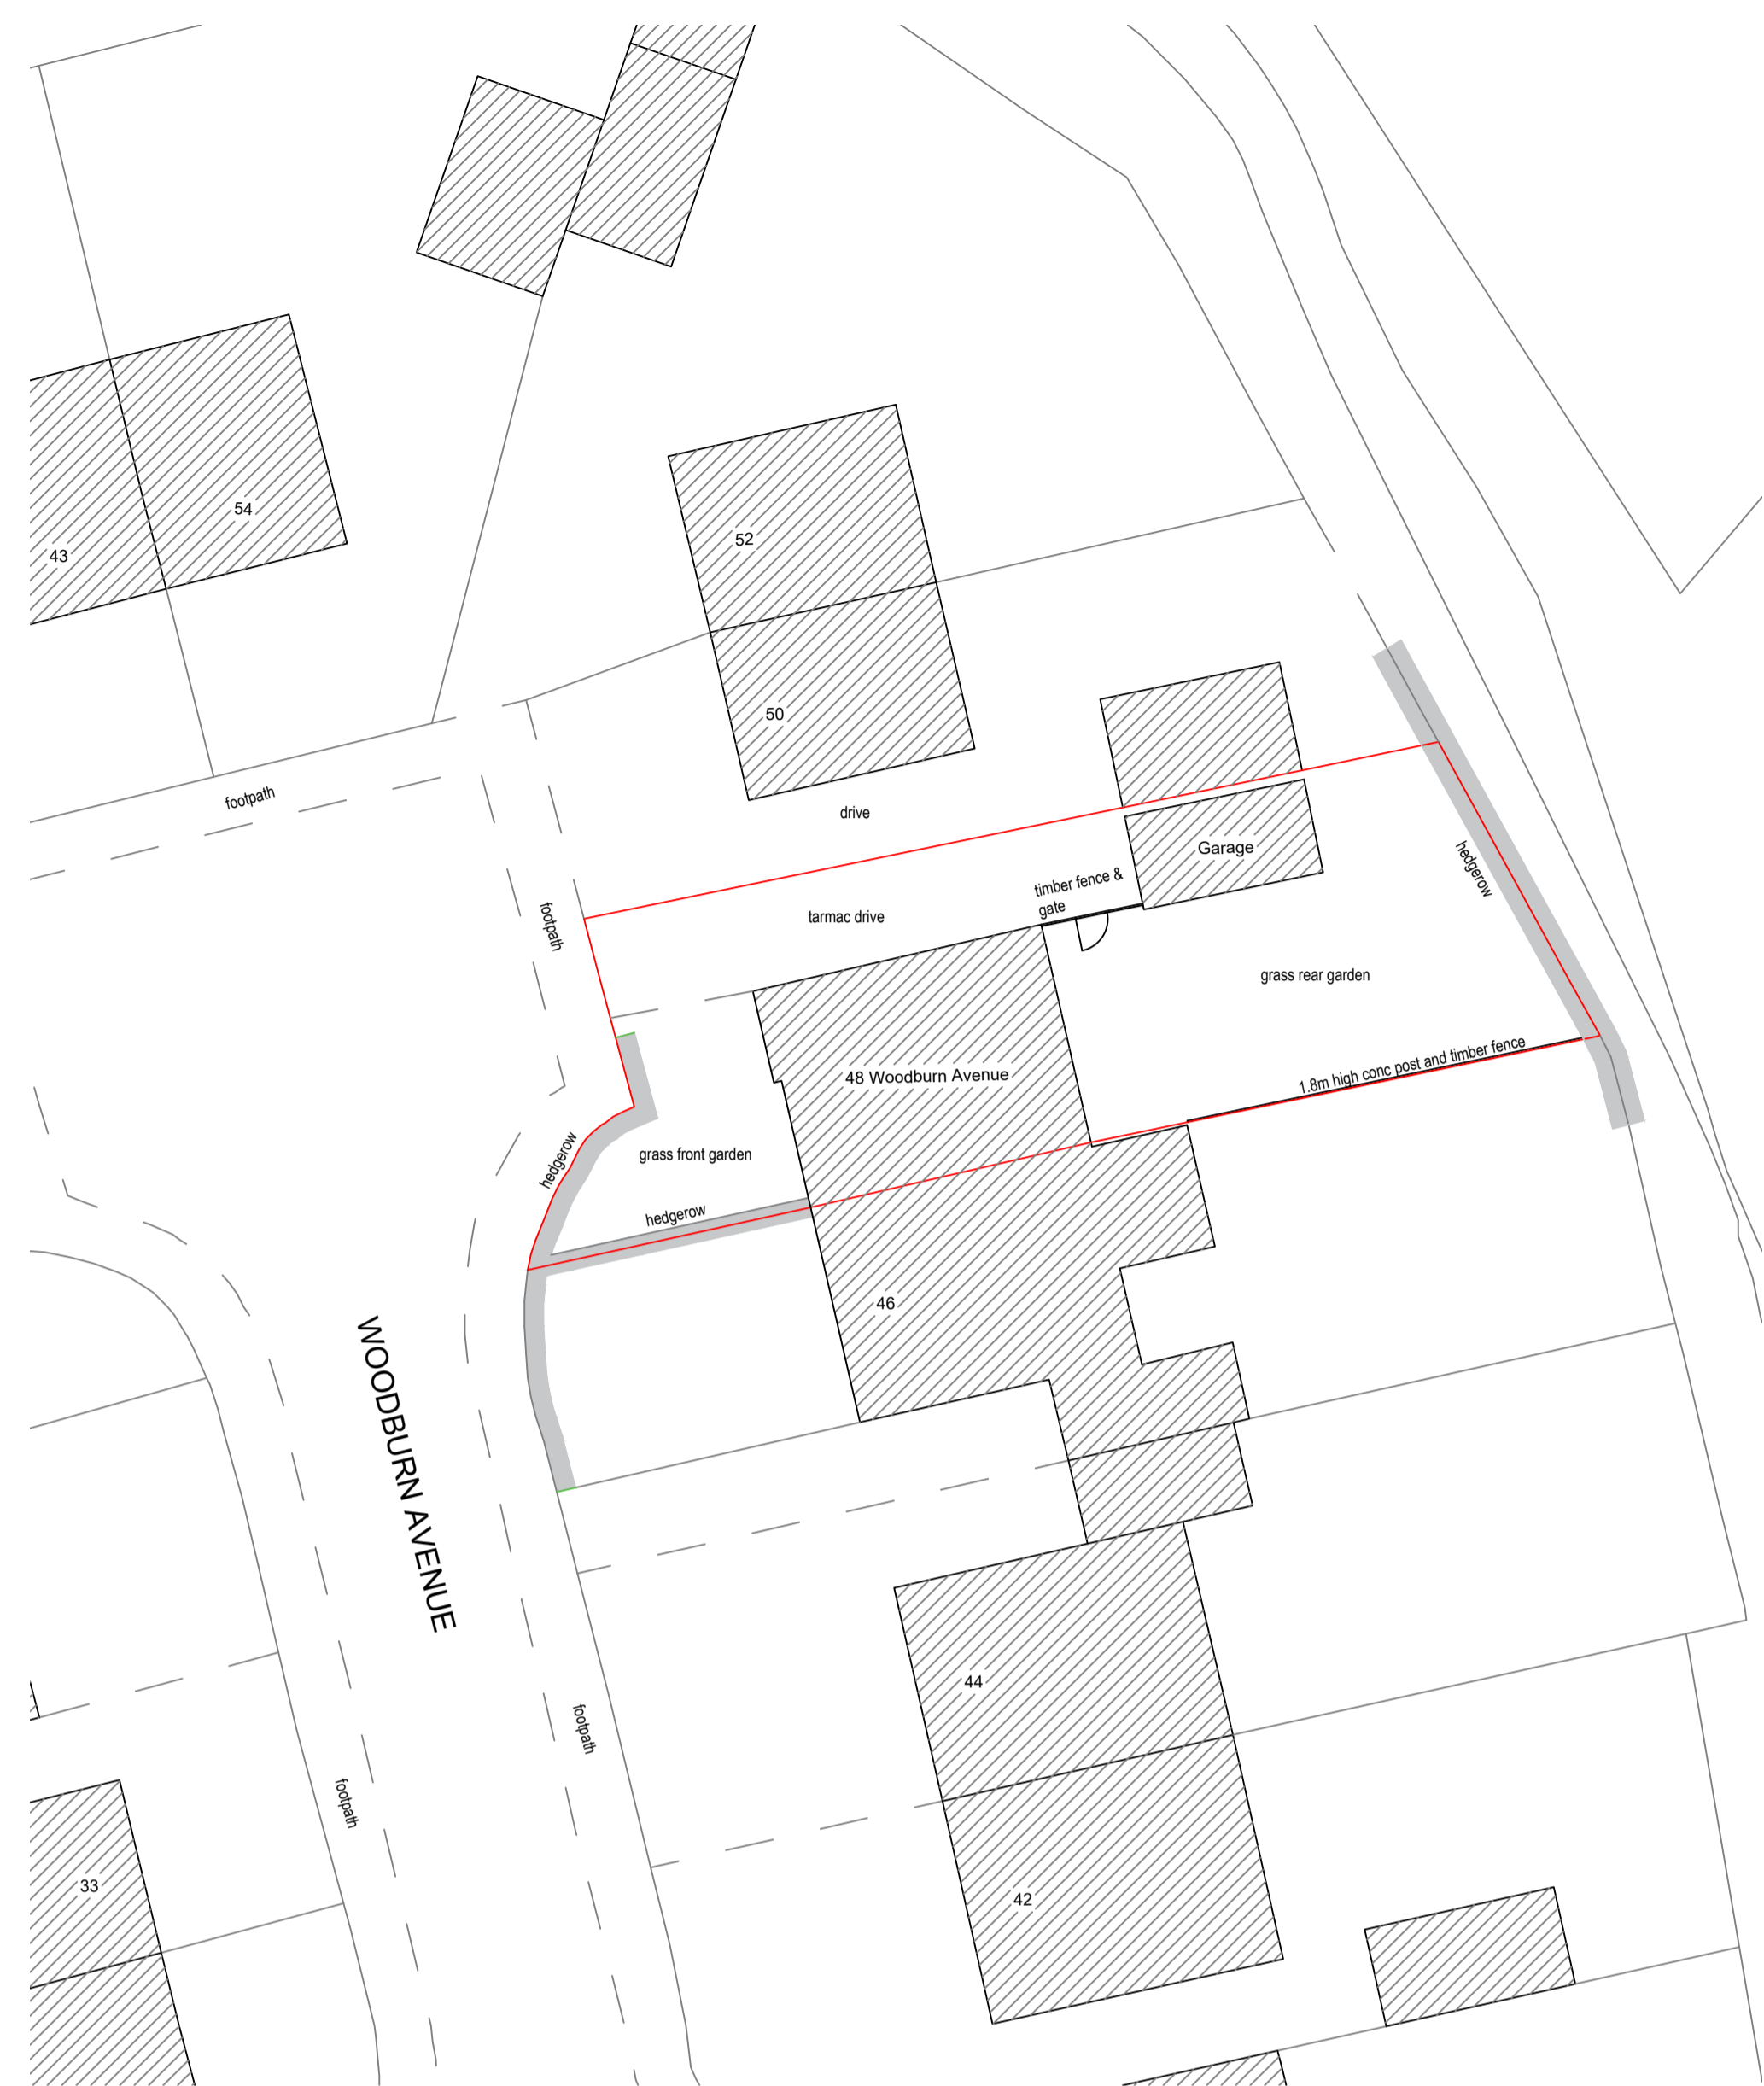 54
43
52
50
footpath
drive
Garage
timber fence &
gate
hedgerow
footpath
tarmac drive
grass rear garden
1.8m high conc post and timber fence
48 Woodburn Avenue
hedgerow
grass front garden
hedgerow
46
WOODBURN AVENUE
44
footpath
footpath
33
42